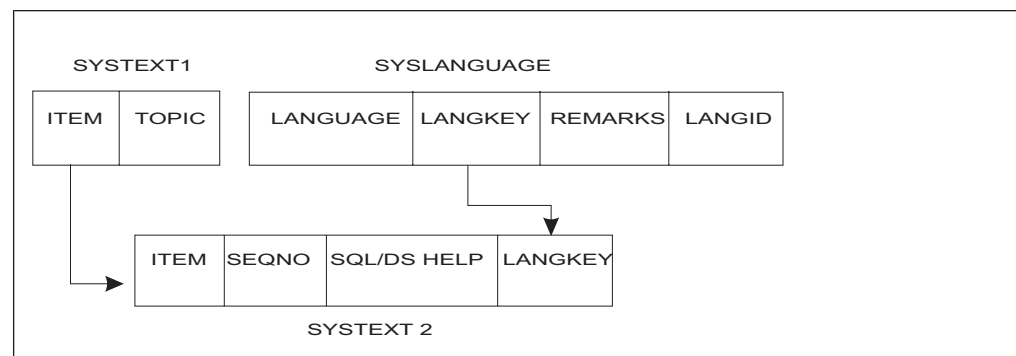 SYSTEXT1 SYSLANGUAGE
ITEM TOPIC LANGUAGE LANGKEY REMARKS LANGID
ITEM SEQNO SQL/DS HELP LANGKEY
SYSTEXT 2